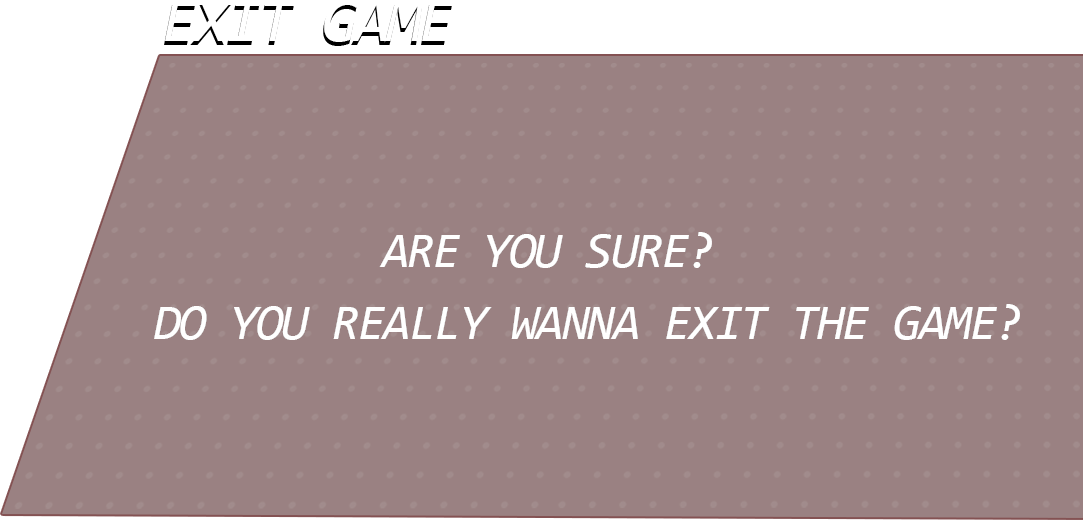 EXIT GAME
ARE YOU SURE?
DO YOU REALLY WANNA EXIT THE GAME?